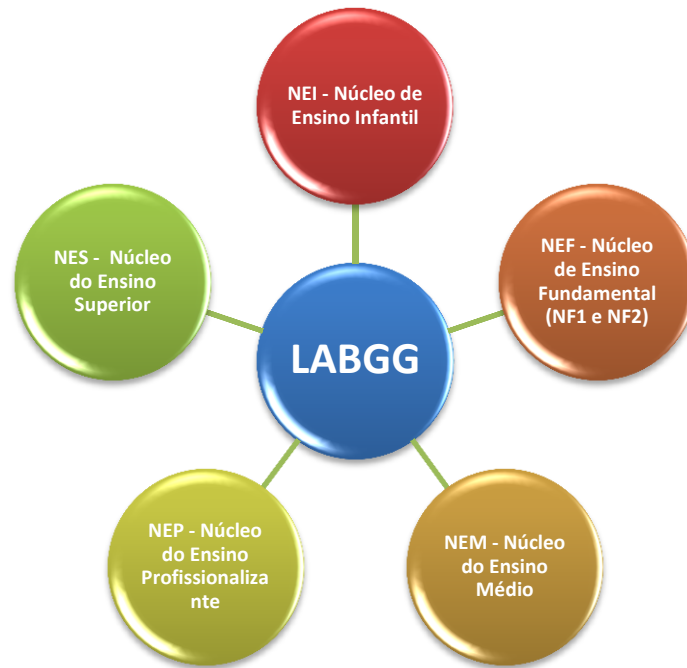 NEI - Núcleo de
Ensino Infantil
NES - Núcleo
do Ensino
Superior
NEF - Núcleo
de Ensino
Fundamental
(NF1 e NF2)
LABGG
NEP - Núcleo
do Ensino
Profissionaliza
nte
NEM - Núcleo
do Ensino
Médio